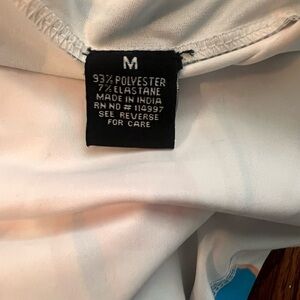 M
93% POLYESTER
7% ELASTANE
MADE IN INDIA
RN NO # 114997
SEE REVERSE
FOR CARE